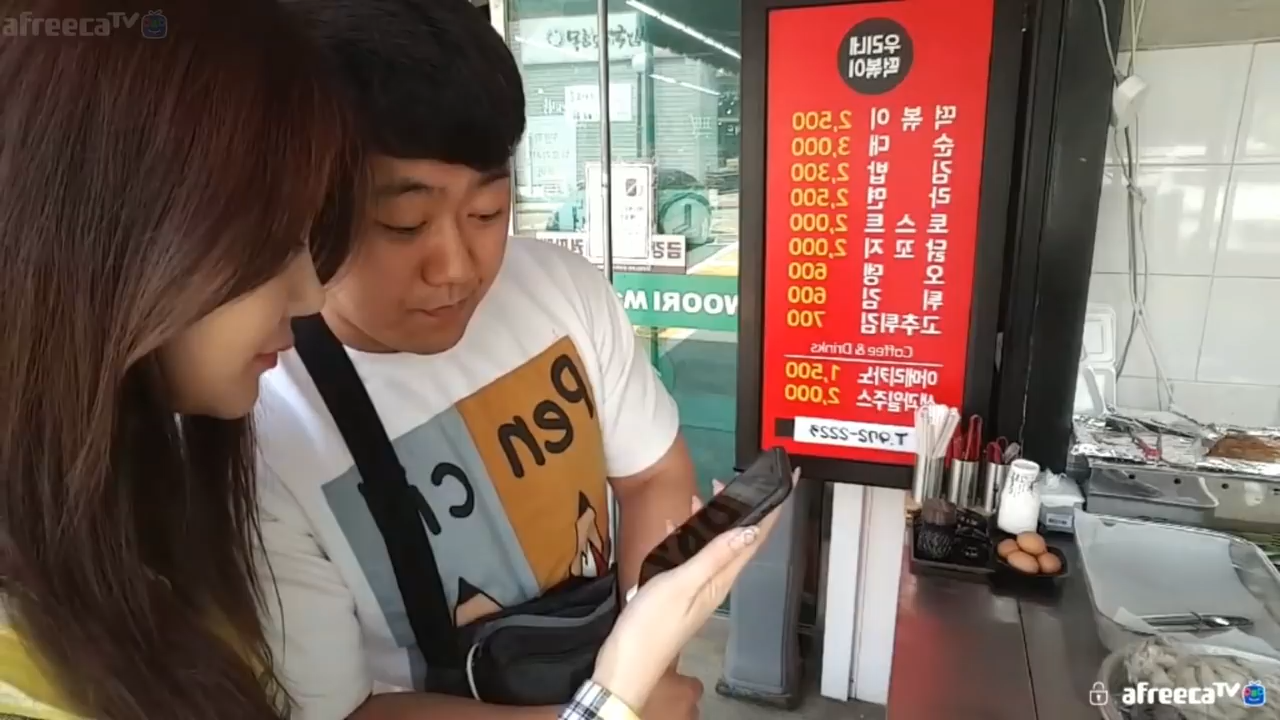 afreecaTV
우리네
떡볶이
떡볶이 2,500
순대 3,000
김밥 2,300
라면 2,500
토스트 2,000
닭꼬지 2,000
오뎅 600
튀김 600
고추튀김 700
Coffee & Drinks
아메리카노 1,500
생과일주스 2,000
WOORI M
Pen
afreecaTV